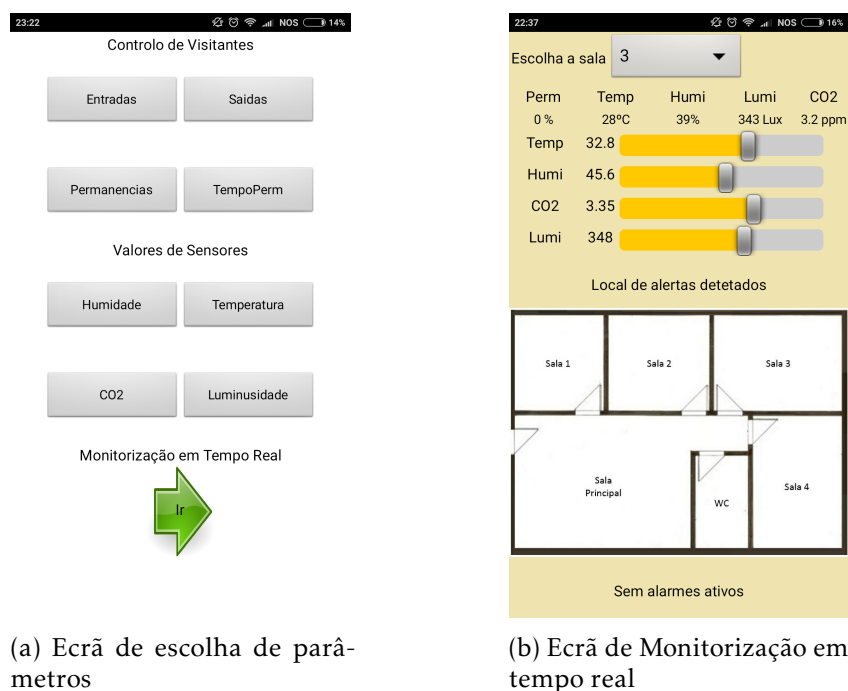 23:22 NOS 14%
Controlo de Visitantes
Entradas Saidas
Permanencias TempoPerm
Valores de Sensores
Humidade Temperatura
CO2 Luminusidade
Monitorização em Tempo Real
Ir
(a) Ecrã de escolha de parâ-
metros
22:37 NOS 16%
Escolha a sala 3
Perm Temp Humi Lumi CO2
0 % 28ºC 39% 343 Lux 3.2 ppm
Temp 32.8
Humi 45.6
CO2 3.35
Lumi 348
Local de alertas detetados
Sala 1 Sala 2 Sala 3
Sala
Principal
WC
Sala 4
Sem alarmes ativos
(b) Ecrã de Monitorização em
tempo real